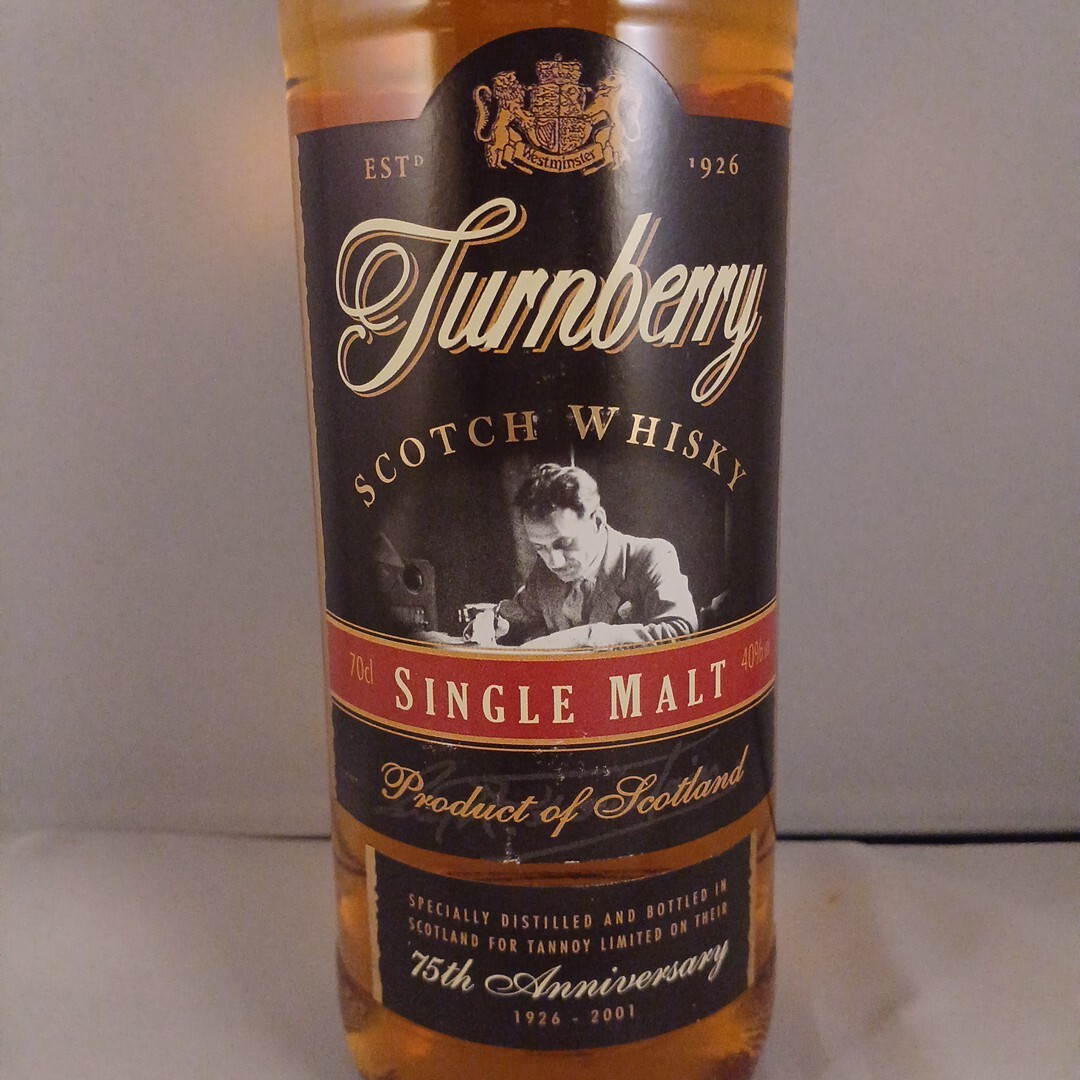 Westminster
ESTD 1926
Turnberry
SCOTCH WHISKY
70cl SINGLE MALT 40%
Product of Scotland
SPECIALLY DISTILLED AND BOTTLED IN
SCOTLAND FOR TANNOY LIMITED ON THEIR
75th Anniversary
1926 - 2001